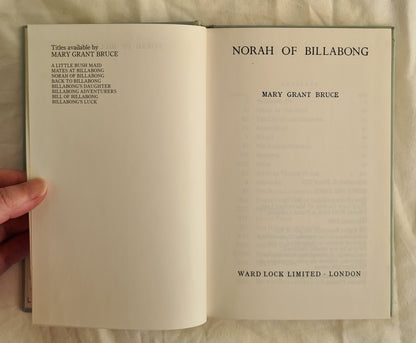 Titles available by
MARY GRANT BRUCE
A LITTLE BUSH MAID
MATES AT BILLABONG
NORAH OF BILLABONG
BACK TO BILLABONG
BILLABONG'S DAUGHTER
BILLABONG ADVENTURERS
BILL OF BILLABONG
BILLABONG'S LUCK
NORAH OF BILLABONG
MARY GRANT BRUCE
WARD LOCK LIMITED · LONDON